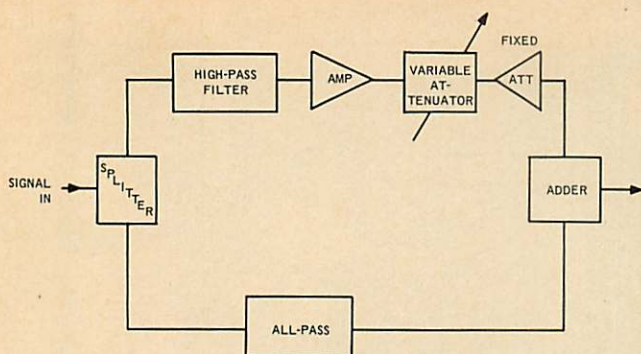 FIXED
HIGH-PASS
FILTER
AMP
VARIABLE
AT-
TENUATOR
ATT
SIGNAL
IN
SPLITTER
ADDER
ALL-PASS